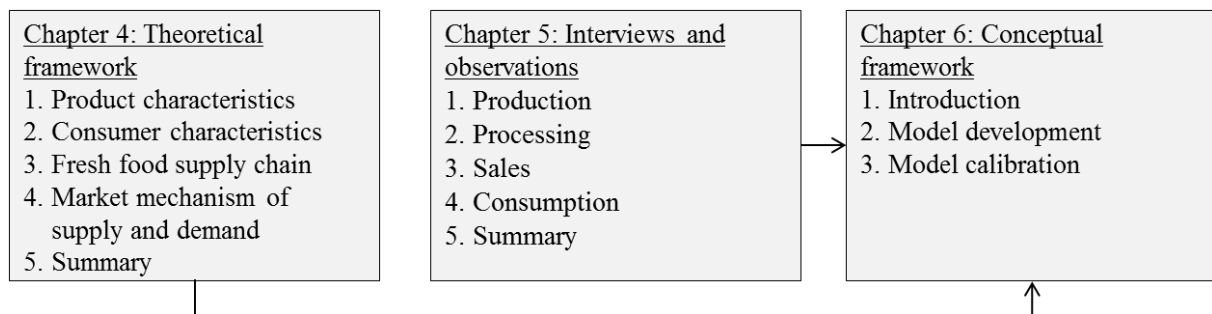 Chapter 4: Theoretical
framework
1. Product characteristics
2. Consumer characteristics
3. Fresh food supply chain
4. Market mechanism of
supply and demand
5. Summary
Chapter 5: Interviews and
observations
1. Production
2. Processing
3. Sales
4. Consumption
5. Summary
Chapter 6: Conceptual
framework
1. Introduction
2. Model development
3. Model calibration